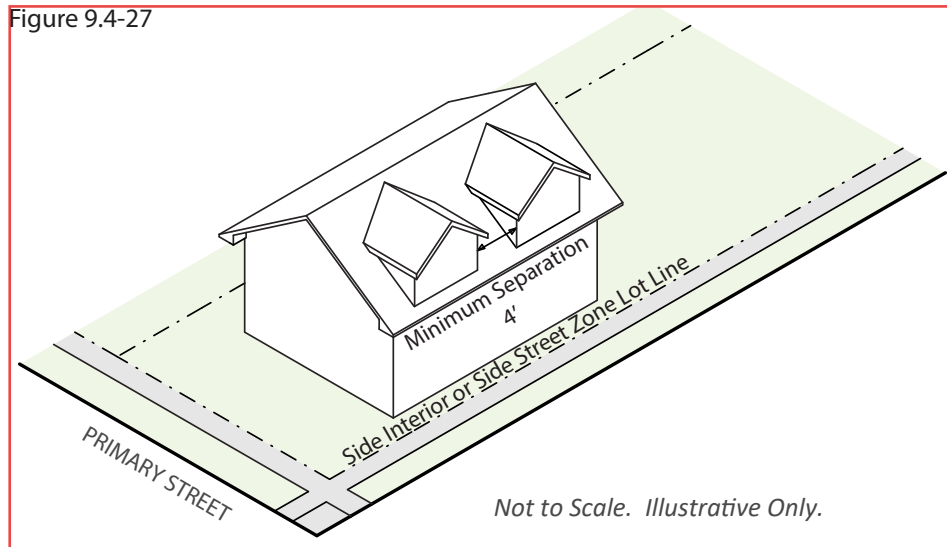 Figure 9.4-27
Minimum Separation
4'
Side Interior or Side Street Zone Lot Line
PRIMARY STREET
Not to Scale. Illustrative Only.